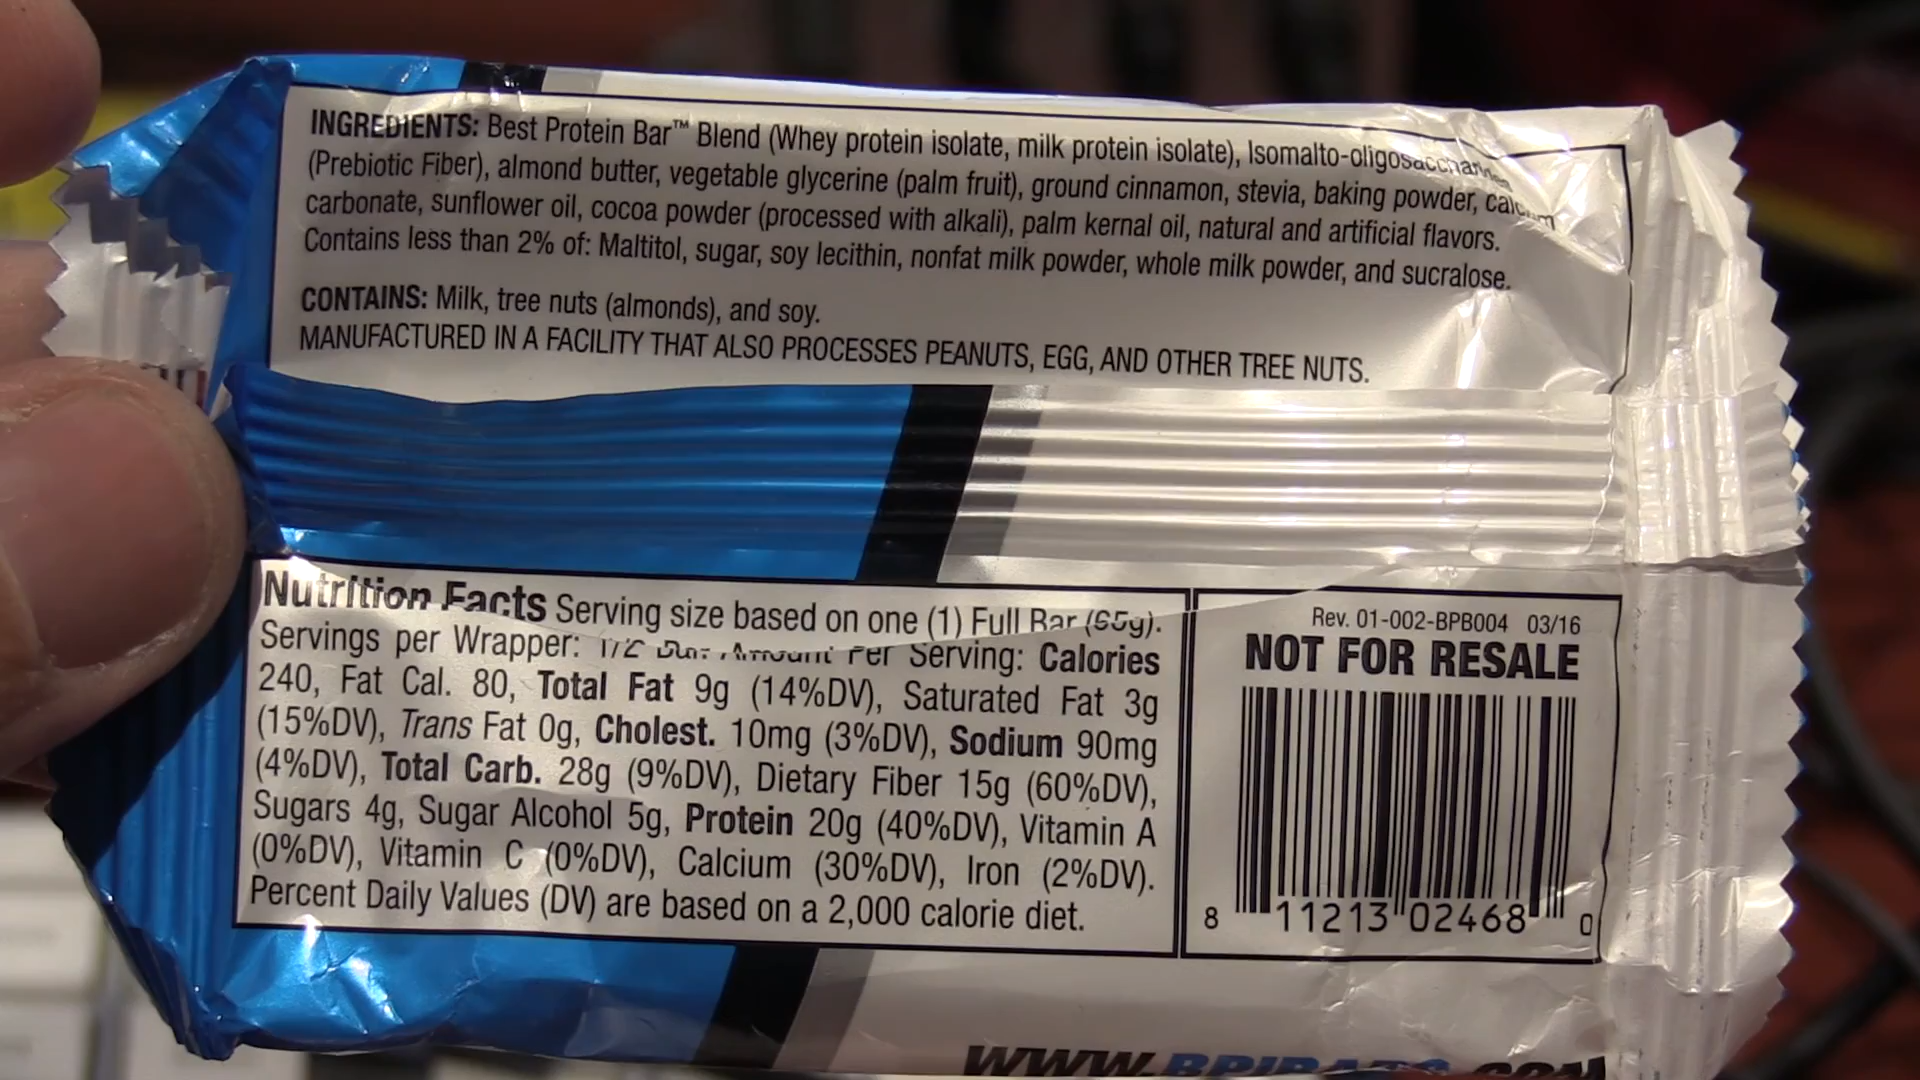 INGREDIENTS: Best Protein Bar™ Blend (Whey protein isolate, milk protein isolate), Isomalto-oligosaccharides
(Prebiotic Fiber), almond butter, vegetable glycerine (palm fruit), ground cinnamon, stevia, baking powder, calcium
carbonate, sunflower oil, cocoa powder (processed with alkali), palm kernal oil, natural and artificial flavors.
Contains less than 2% of: Maltitol, sugar, soy lecithin, nonfat milk powder, whole milk powder, and sucralose.
CONTAINS: Milk, tree nuts (almonds), and soy.
MANUFACTURED IN A FACILITY THAT ALSO PROCESSES PEANUTS, EGG, AND OTHER TREE NUTS.
Nutrition Facts Serving size based on one (1) Full Bar (65g).
Servings per Wrapper: 1/2 Bar. Amount Per Serving: Calories
240, Fat Cal. 80, Total Fat 9g (14%DV), Saturated Fat 3g
(15%DV), Trans Fat 0g, Cholest. 10mg (3%DV), Sodium 90mg
(4%DV), Total Carb. 28g (9%DV), Dietary Fiber 15g (60%DV),
Sugars 4g, Sugar Alcohol 5g, Protein 20g (40%DV), Vitamin A
(0%DV), Vitamin C (0%DV), Calcium (30%DV), Iron (2%DV).
Percent Daily Values (DV) are based on a 2,000 calorie diet.
Rev. 01-002-BPB004 03/16
NOT FOR RESALE
8 11213 02468 0